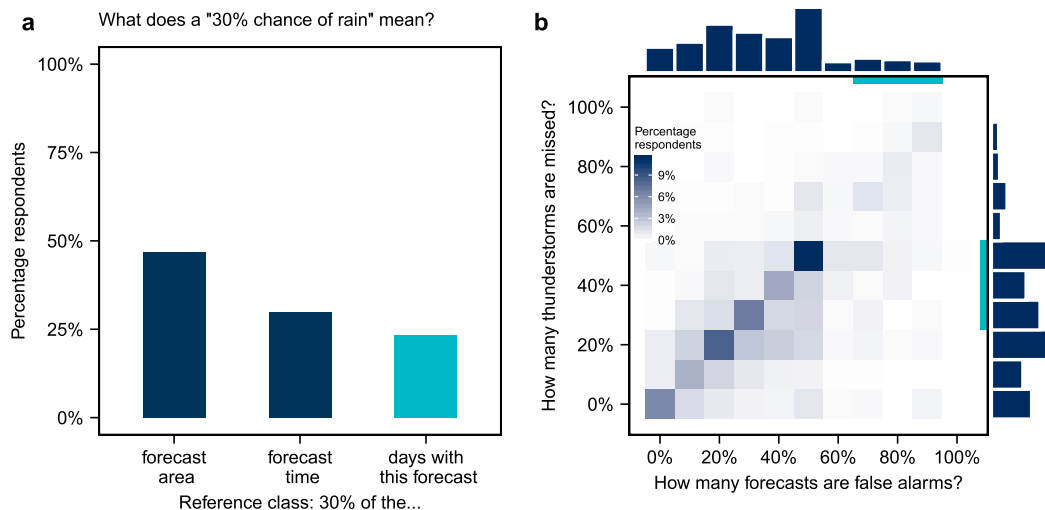 a
What does a "30% chance of rain" mean?
Percentage respondents
100%
75%
50%
25%
0%
forecast
area
forecast
time
days with
this forecast
Reference class: 30% of the...
b
How many thunderstorms are missed?
100%
80%
60%
40%
20%
0%
Percentage
respondents
9%
6%
3%
0%
0%
20%
40%
60%
80%
100%
How many forecasts are false alarms?